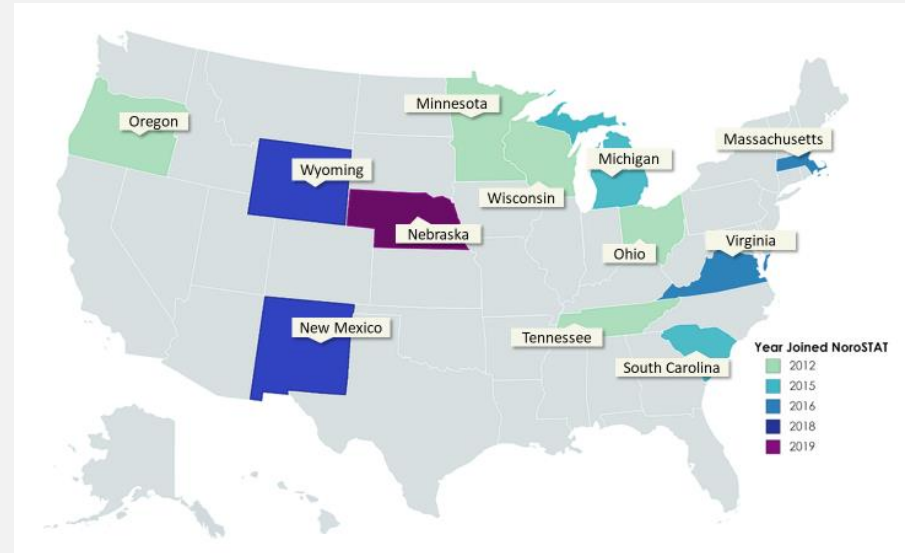 Minnesota
Oregon
Massachusetts
Michigan
Wyoming
Wisconsin
Nebraska
Virginia
Ohio
New Mexico
Tennessee
South Carolina
Year Joined NoroSTAT
2012
2015
2016
2018
2019